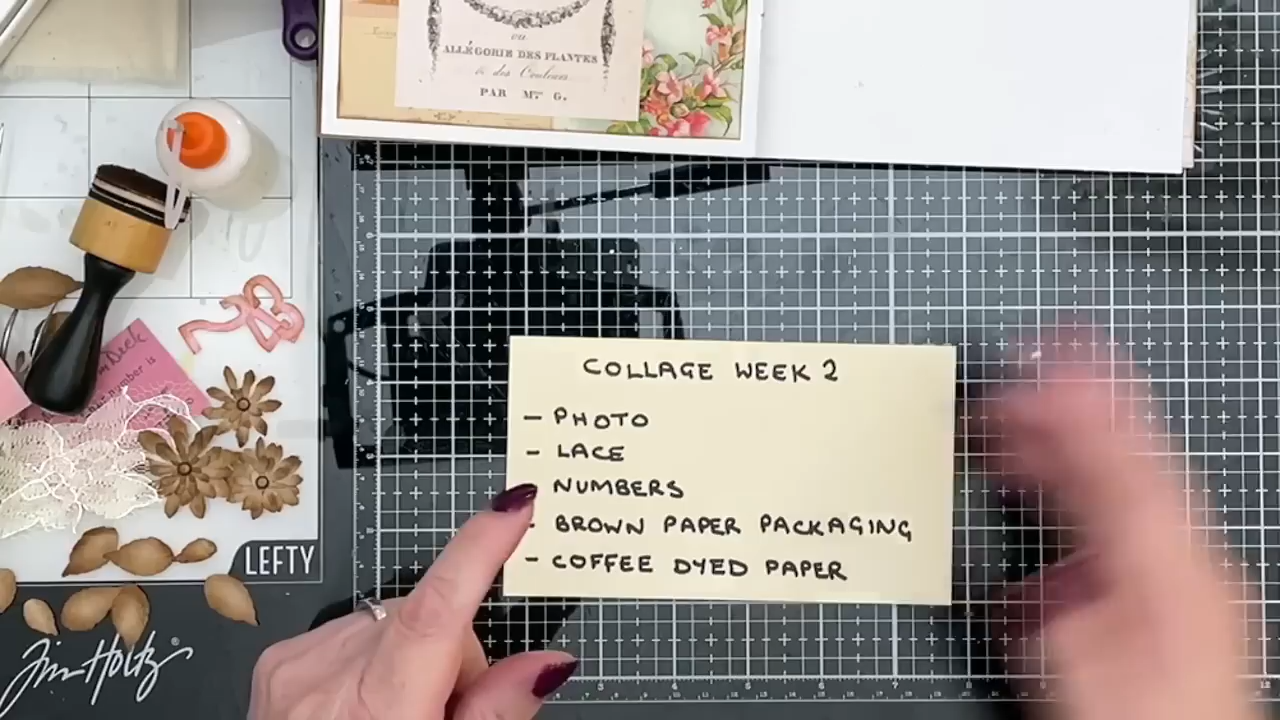 ou
ALLÉGORIE DES PLANTES
& des Couleurs
PAR Mme G.
COLLAGE WEEK 2
- PHOTO
- LACE
- NUMBERS
- BROWN PAPER PACKAGING
- COFFEE DYED PAPER
LEFTY
Tim Holtz®